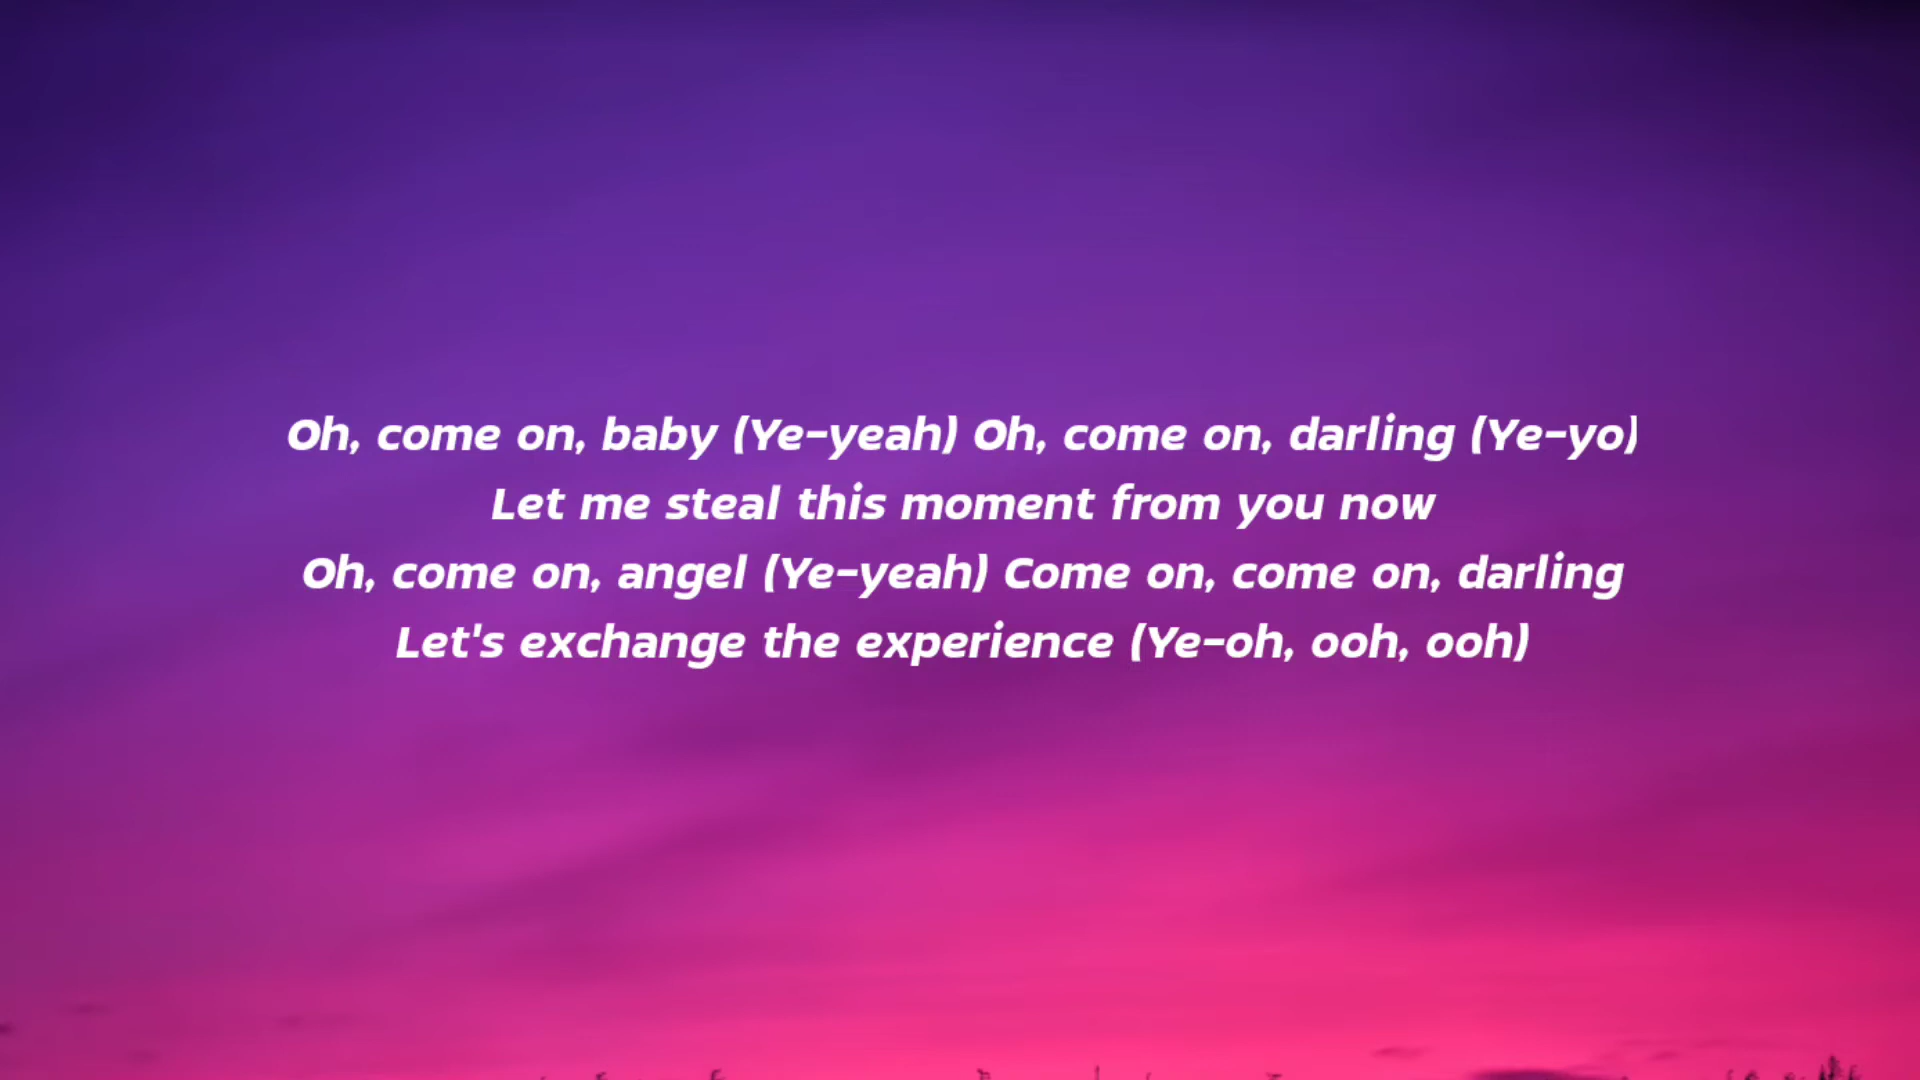 Oh, come on, baby (Ye-yeah) Oh, come on, darling (Ye-yo)
Let me steal this moment from you now
Oh, come on, angel (Ye-yeah) Come on, come on, darling
Let's exchange the experience (Ye-oh, ooh, ooh)